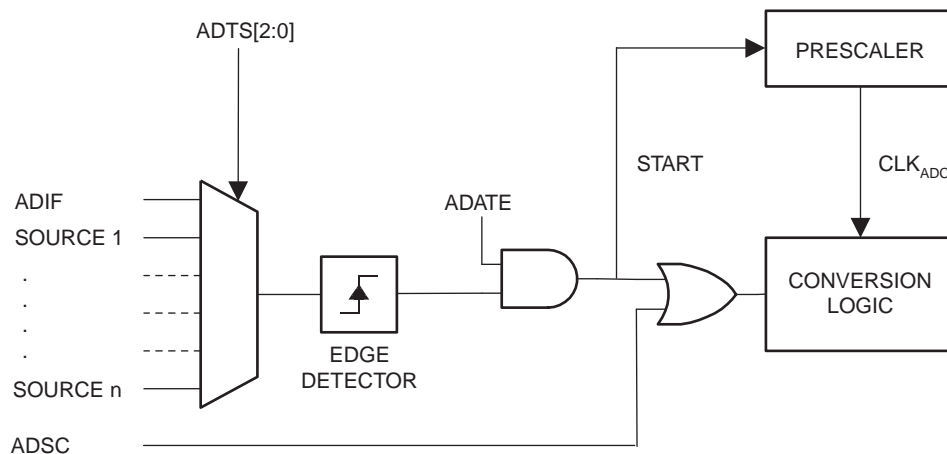 ADTS[2:0]
PRESCALER
START
CLKADC
ADIF
ADATE
SOURCE 1
.
.
.
.
CONVERSION
LOGIC
EDGE
DETECTOR
SOURCE n
ADSC